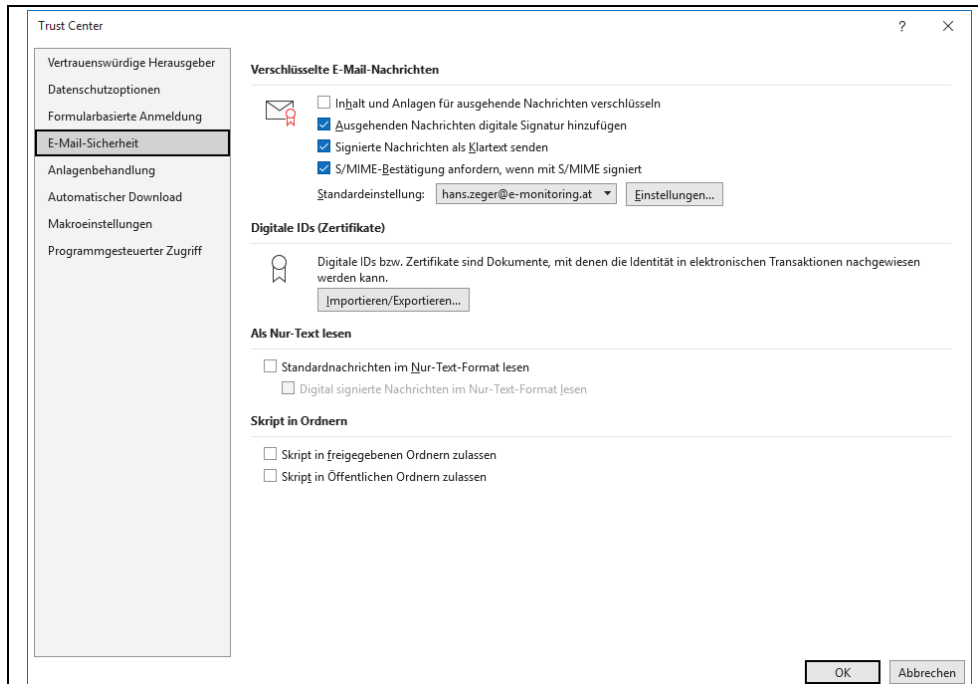 Trust Center
?
Vertrauenswürdige Herausgeber
Datenschutzoptionen
Formularbasierte Anmeldung
E-Mail-Sicherheit
Anlagenbehandlung
Automatischer Download
Makroeinstellungen
Programmgesteuerter Zugriff
Verschlüsselte E-Mail-Nachrichten
Inhalt und Anlagen für ausgehende Nachrichten verschlüsseln
Ausgehenden Nachrichten digitale Signatur hinzufügen
Signierte Nachrichten als Klartext senden
S/MIME-Bestätigung anfordern, wenn mit S/MIME signiert
Standardeinstellung: hans.zeger@e-monitoring.at Einstellungen...
Digitale IDs (Zertifikate)
Digitale IDs bzw. Zertifikate sind Dokumente, mit denen die Identität in elektronischen Transaktionen nachgewiesen
werden kann.
Importieren/Exportieren...
Als Nur-Text lesen
Standardnachrichten im Nur-Text-Format lesen
Digital signierte Nachrichten im Nur-Text-Format lesen
Skript in Ordnern
Skript in freigegebenen Ordnern zulassen
Skript in Öffentlichen Ordnern zulassen
OK Abbrechen